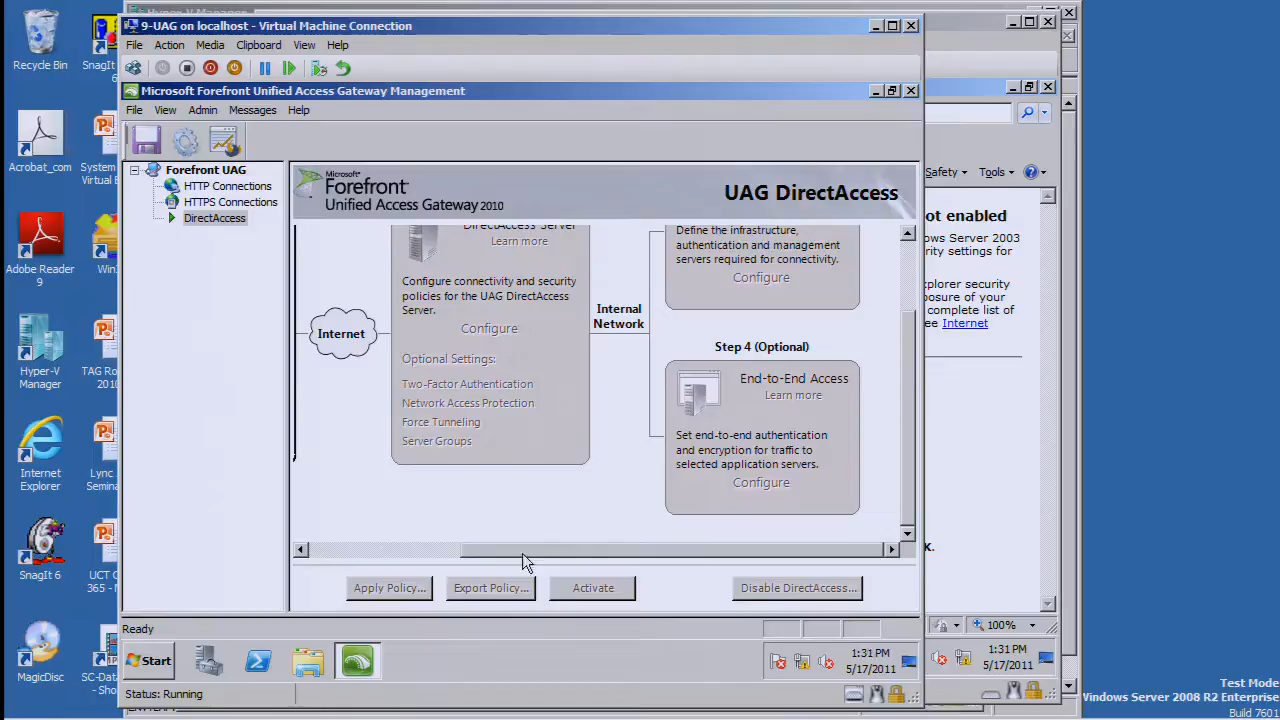 9-UAG on localhost - Virtual Machine Connection
File Action Media Clipboard View Help
Microsoft Forefront Unified Access Gateway Management
File View Admin Messages Help
Forefront UAG
HTTP Connections
HTTPS Connections
DirectAccess
Microsoft
Forefront
Unified Access Gateway 2010
UAG DirectAccess
DirectAccess Server
Learn more
Configure connectivity and security
policies for the UAG DirectAccess
Server.
Configure
Optional Settings:
Two-Factor Authentication
Network Access Protection
Force Tunneling
Server Groups
Internet
Internal
Network
Define the infrastructure,
authentication and management
servers required for connectivity.
Configure
Step 4 (Optional)
End-to-End Access
Learn more
Set end-to-end authentication
and encryption for traffic to
selected application servers.
Configure
Apply Policy...
Export Policy...
Activate
Disable DirectAccess...
Ready
Start
1:31 PM
5/17/2011
Status: Running
Safety Tools
ot enabled
ows Server 2003
rity settings for
xplorer security
posure of your
complete list of
ee Internet
K.
100%
1:31 PM
5/17/2011
Test Mode
Windows Server 2008 R2 Enterprise
Build 7601
Recycle Bin
SnagIt
6
Acrobat_com
System
Virtual E
Adobe Reader
9
Win
Hyper-V
Manager
TAG Ro
2010
Internet
Explorer
Lync
Semina
SnagIt 6
UCT C
365 - M
MagicDisc
SC-Dat
- Sho